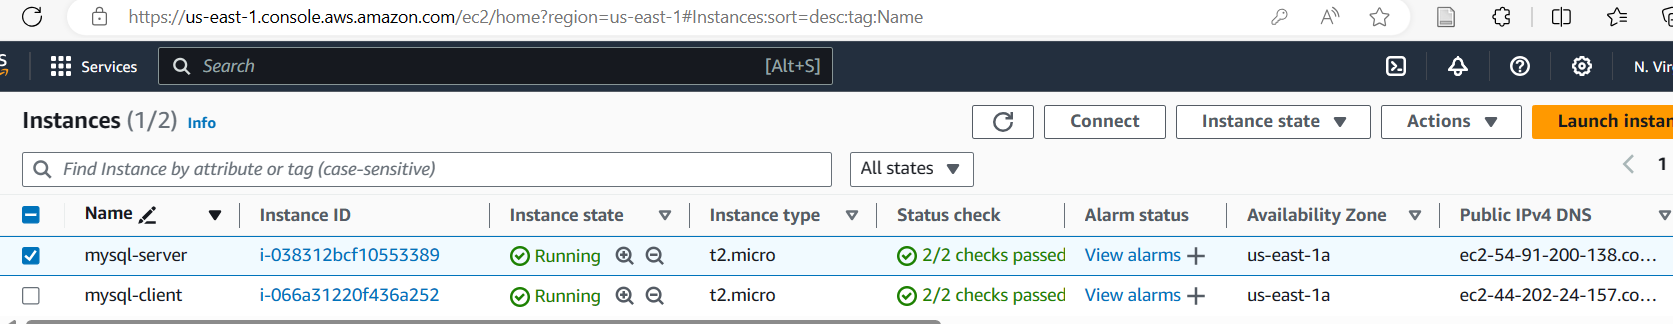 https://us-east-1.console.aws.amazon.com/ec2/home?region=us-east-1#Instances:sort=desc:tag:Name
Services Search [Alt+S] N. Vir
Instances (1/2) Info Connect Instance state Actions Launch instan
Find Instance by attribute or tag (case-sensitive) All states 1
Name Instance ID Instance state Instance type Status check Alarm status Availability Zone Public IPv4 DNS
mysql-server i-038312bcf10553389 Running t2.micro 2/2 checks passed View alarms + us-east-1a ec2-54-91-200-138.co...
mysql-client i-066a31220f436a252 Running t2.micro 2/2 checks passed View alarms + us-east-1a ec2-44-202-24-157.co...